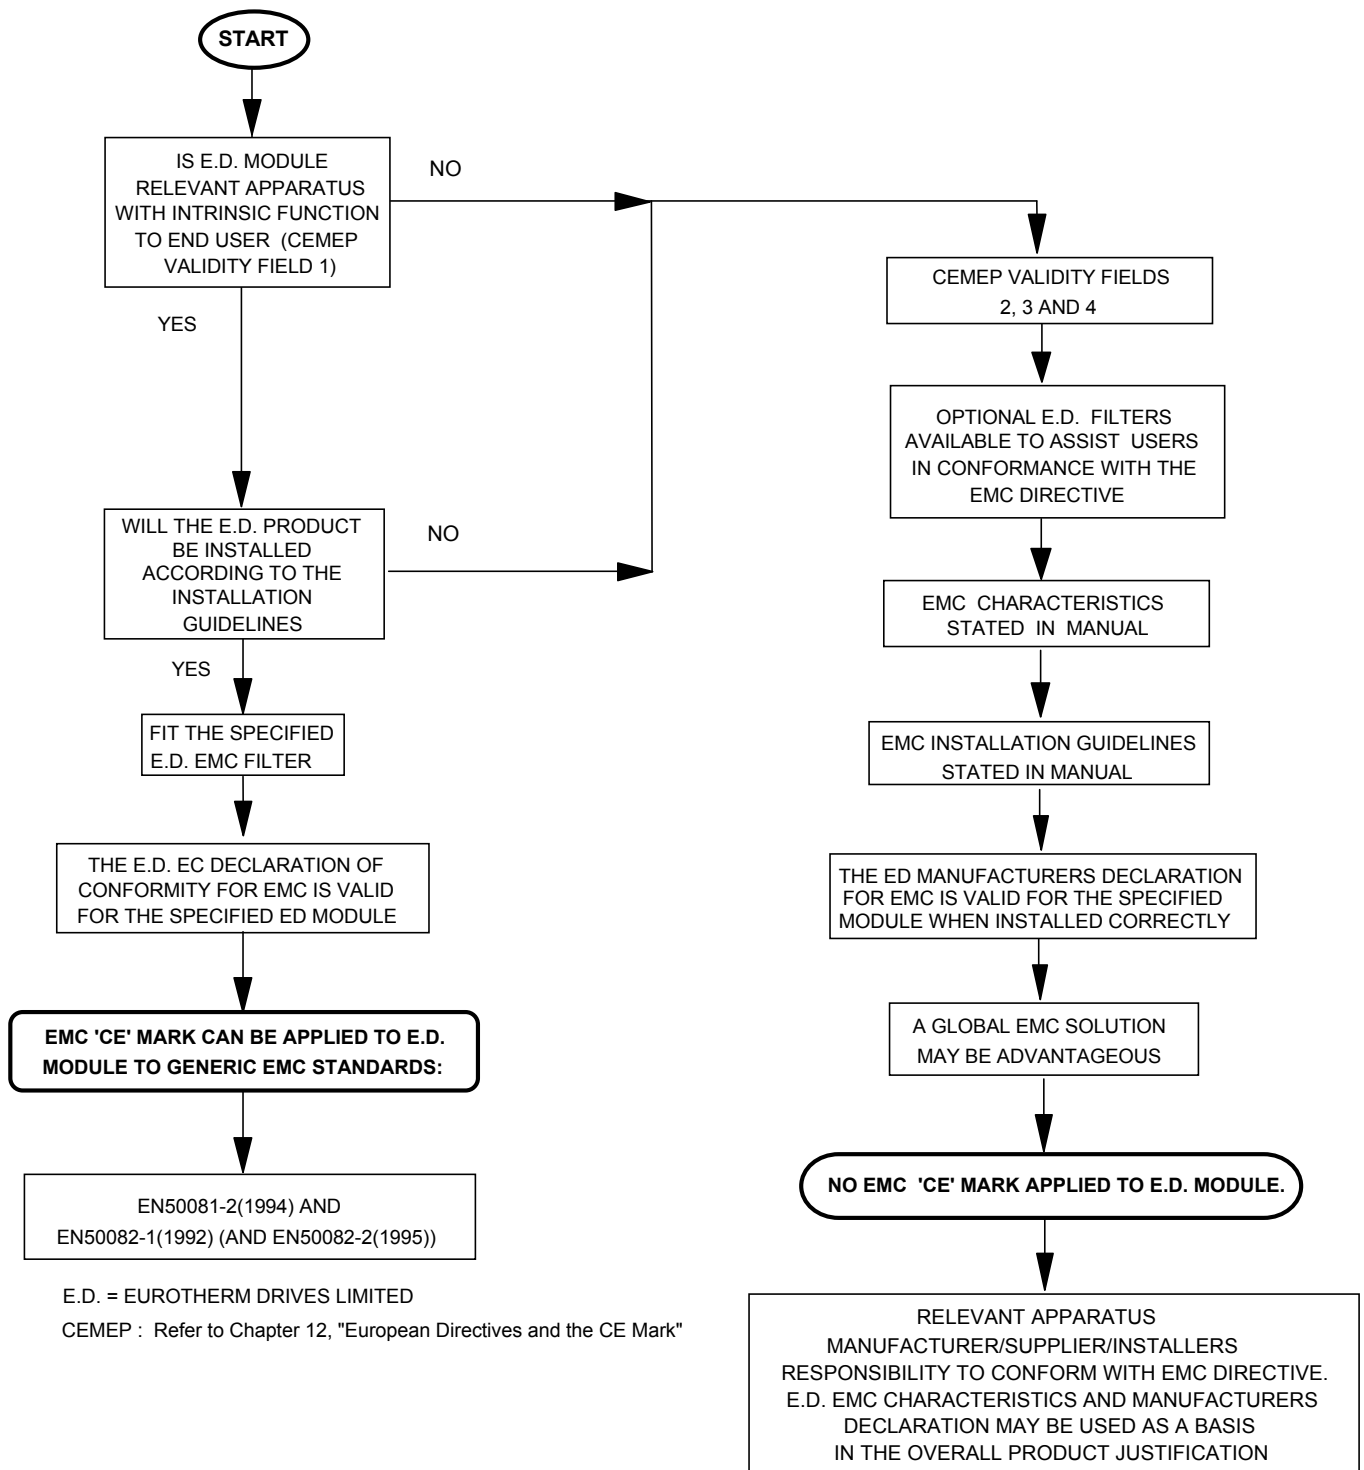 START
IS E.D. MODULE
RELEVANT APPARATUS
WITH INTRINSIC FUNCTION
TO END USER (CEMEP
VALIDITY FIELD 1)
NO
YES
WILL THE E.D. PRODUCT
BE INSTALLED
ACCORDING TO THE
INSTALLATION
GUIDELINES
NO
YES
FIT THE SPECIFIED
E.D. EMC FILTER
THE E.D. EC DECLARATION OF
CONFORMITY FOR EMC IS VALID
FOR THE SPECIFIED ED MODULE
EMC 'CE' MARK CAN BE APPLIED TO E.D.
MODULE TO GENERIC EMC STANDARDS:
EN50081-2(1994) AND
EN50082-1(1992) (AND EN50082-2(1995))
E.D. = EUROTHERM DRIVES LIMITED
CEMEP : Refer to Chapter 12, "European Directives and the CE Mark"
CEMEP VALIDITY FIELDS
2, 3 AND 4
OPTIONAL E.D. FILTERS
AVAILABLE TO ASSIST USERS
IN CONFORMANCE WITH THE
EMC DIRECTIVE
EMC CHARACTERISTICS
STATED IN MANUAL
EMC INSTALLATION GUIDELINES
STATED IN MANUAL
THE ED MANUFACTURERS DECLARATION
FOR EMC IS VALID FOR THE SPECIFIED
MODULE WHEN INSTALLED CORRECTLY
A GLOBAL EMC SOLUTION
MAY BE ADVANTAGEOUS
NO EMC 'CE' MARK APPLIED TO E.D. MODULE.
RELEVANT APPARATUS
MANUFACTURER/SUPPLIER/INSTALLERS
RESPONSIBILITY TO CONFORM WITH EMC DIRECTIVE.
E.D. EMC CHARACTERISTICS AND MANUFACTURERS
DECLARATION MAY BE USED AS A BASIS
IN THE OVERALL PRODUCT JUSTIFICATION